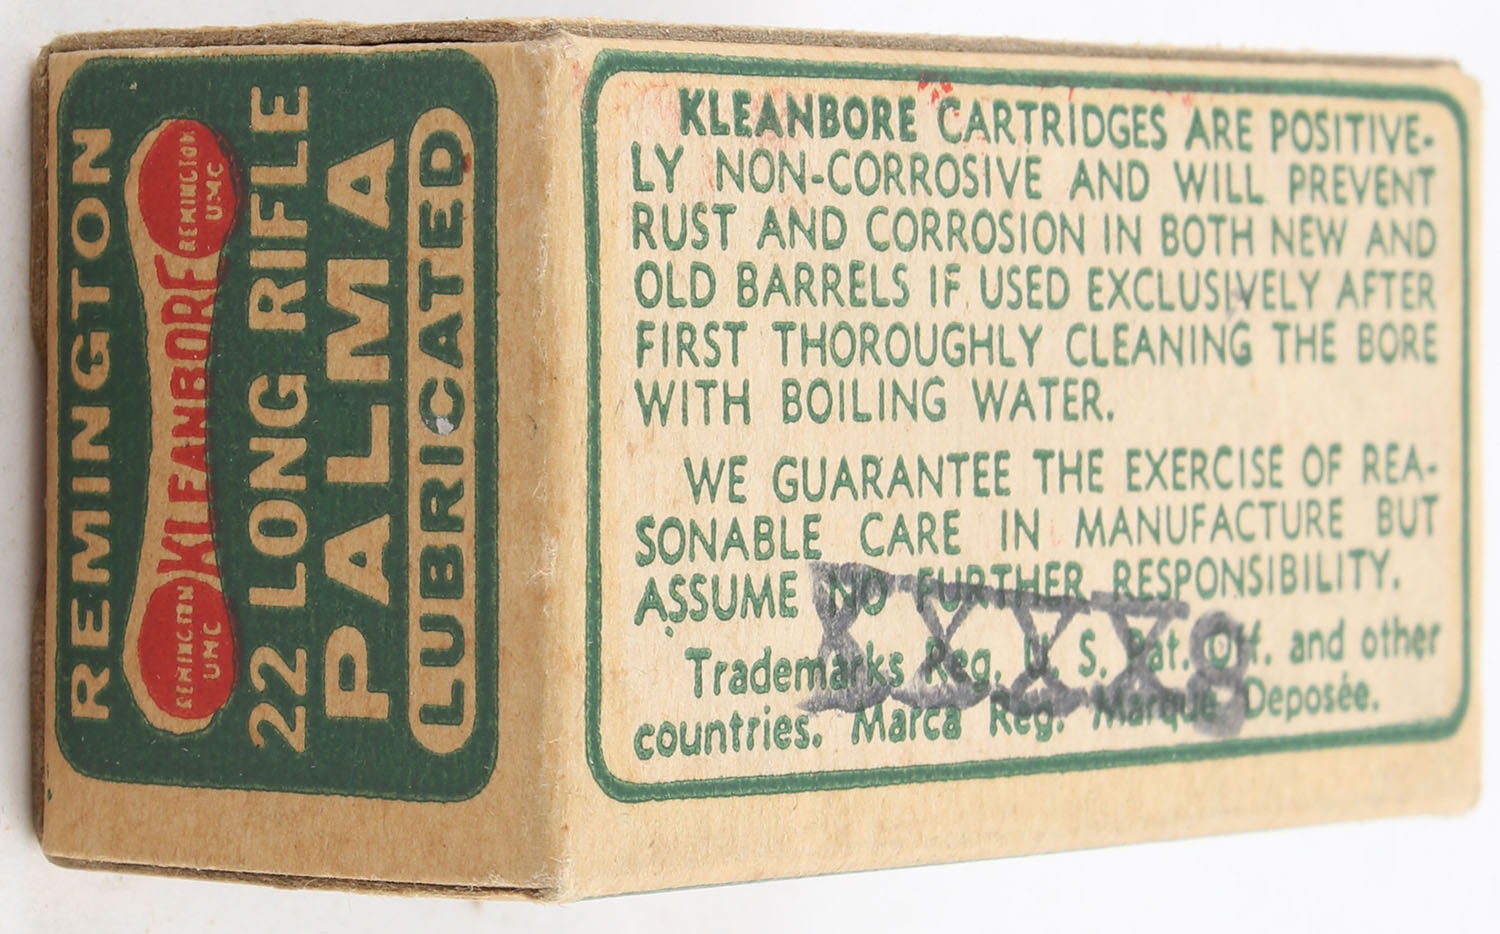 REMINGTON
REMINGTON UMC KLEANBORE REMINGTON UMC
22 LONG RIFLE
PALMA
LUBRICATED
KLEANBORE CARTRIDGES ARE POSITIVE-
LY NON-CORROSIVE AND WILL PREVENT
RUST AND CORROSION IN BOTH NEW AND
OLD BARRELS IF USED EXCLUSIVELY AFTER
FIRST THOROUGHLY CLEANING THE BORE
WITH BOILING WATER.
WE GUARANTEE THE EXERCISE OF REA-
SONABLE CARE IN MANUFACTURE BUT
ASSUME NO FURTHER RESPONSIBILITY.
Trademarks Reg. U. S. Pat. Off. and other
countries. Marca Reg. Marque Deposée.